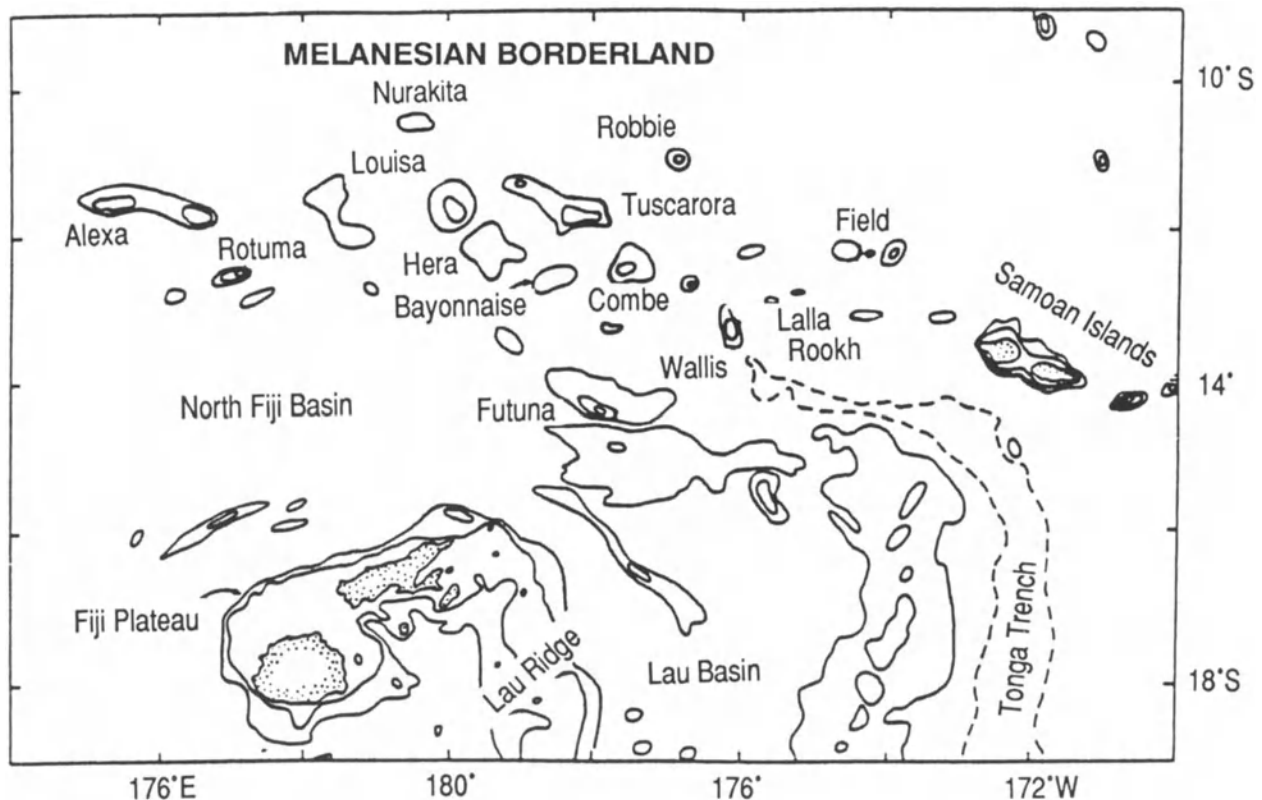 MELANESIAN BORDERLAND
10°S
Nurakita
Robbie
Louisa
Tuscarora
Field
Alexa
Rotuma
Hera
Bayonnaise
Combe
Samoan Islands
Lalla
Rookh
Wallis
14°
North Fiji Basin
Futuna
Fiji Plateau
Lau Ridge
Lau Basin
Tonga Trench
18°S
176°E
180°
176°
172°W